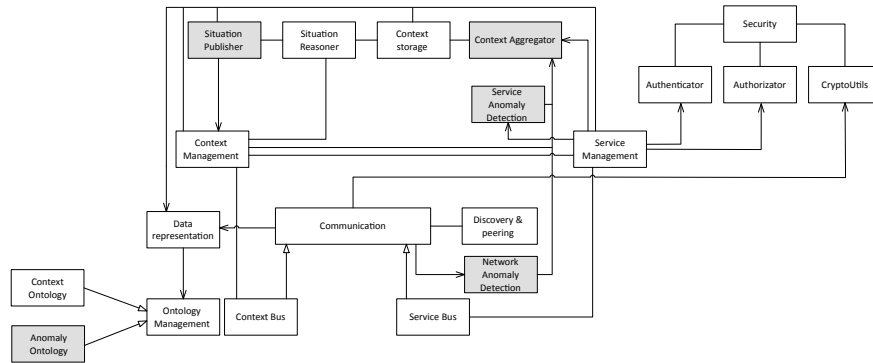 Security
Situation
Publisher
Situation
Reasoner
Context
storage
Context Aggregator
Authenticator
Authorizator
CryptoUtils
Service
Anomaly
Detection
Context
Management
Service
Management
Data
representation
Communication
Discovery &
peering
Network
Anomaly
Detection
Context
Ontology
Ontology
Management
Context Bus
Service Bus
Anomaly
Ontology